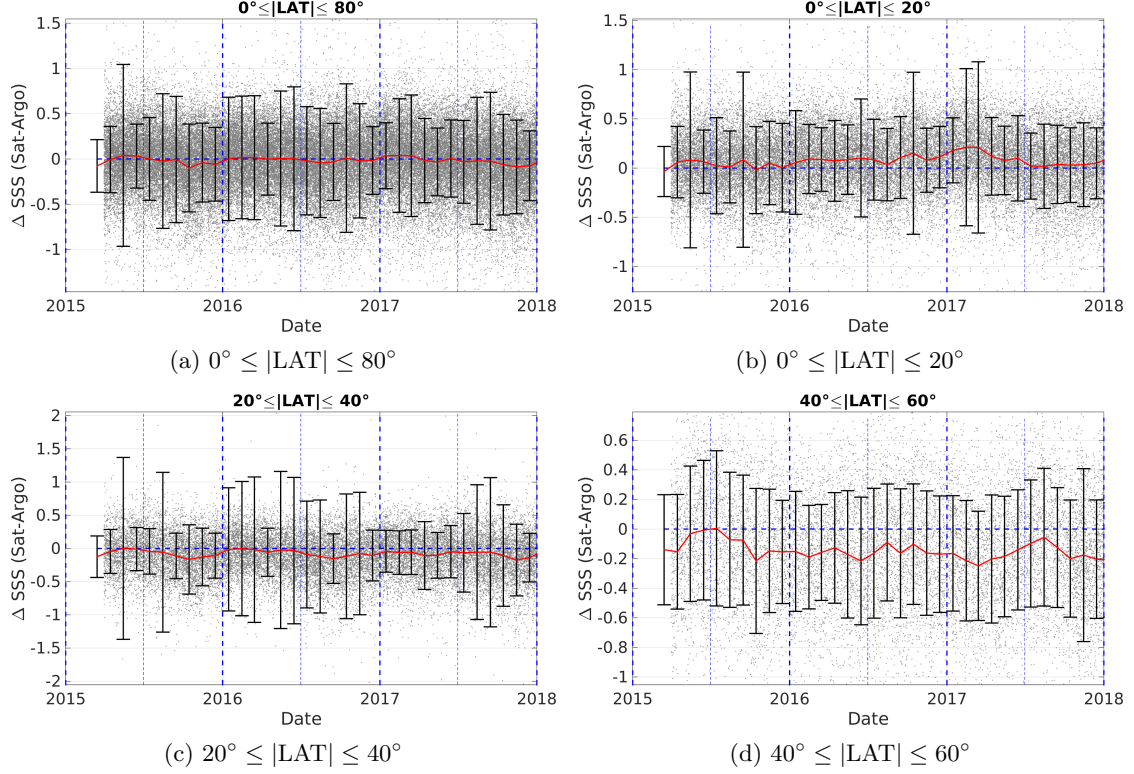 0°≤|LAT|≤ 80°
1.5
1
0.5
0
-0.5
-1
Δ SSS (Sat-Argo)
2015
2016
2017
2018
Date
(a) 0° ≤ |LAT| ≤ 80°
0°≤|LAT|≤ 20°
1.5
1
0.5
0
-0.5
-1
Δ SSS (Sat-Argo)
2015
2016
2017
2018
Date
(b) 0° ≤ |LAT| ≤ 20°
20°≤|LAT|≤ 40°
2
1.5
1
0.5
0
-0.5
-1
-1.5
-2
Δ SSS (Sat-Argo)
2015
2016
2017
2018
Date
(c) 20° ≤ |LAT| ≤ 40°
40°≤|LAT|≤ 60°
0.6
0.4
0.2
0
-0.2
-0.4
-0.6
-0.8
-1
Δ SSS (Sat-Argo)
2015
2016
2017
2018
Date
(d) 40° ≤ |LAT| ≤ 60°